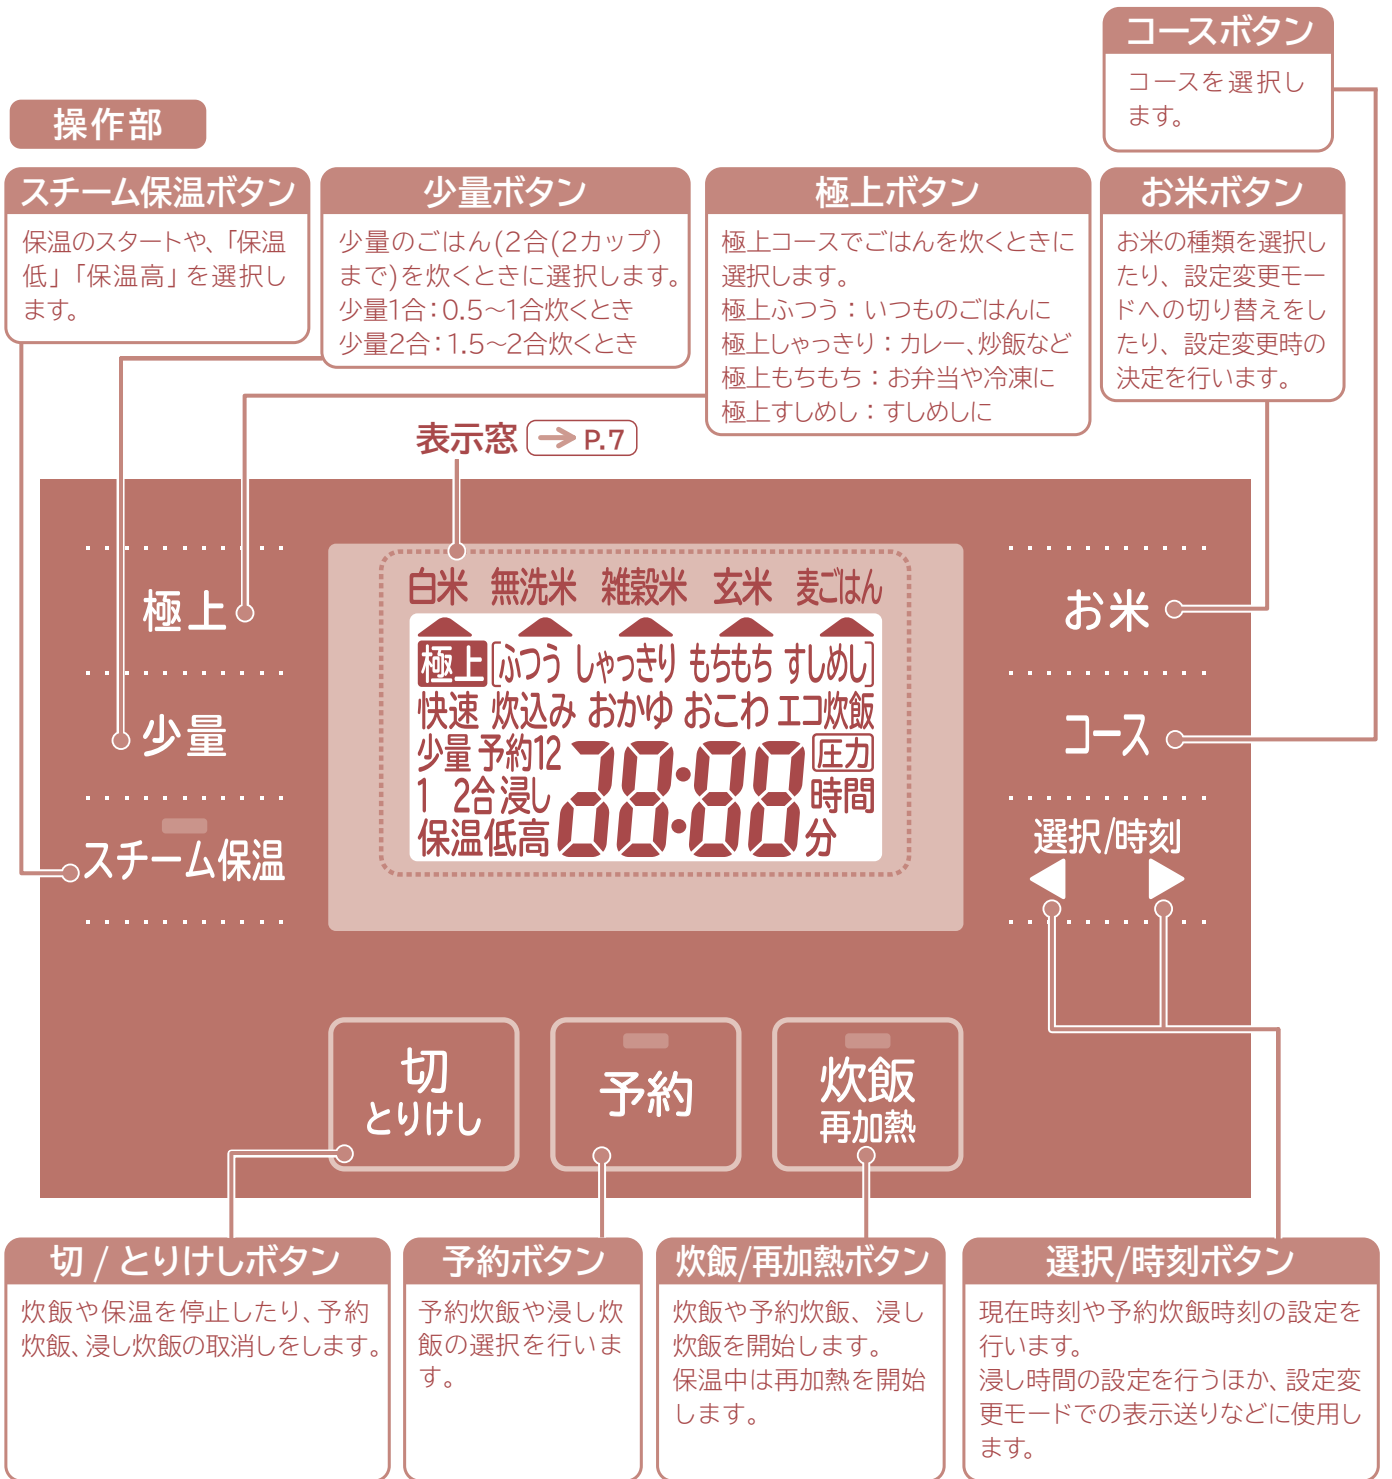 コースボタン
コースを選択し
ます。
操作部
スチーム保温ボタン
保温のスタートや、「保温
低」「保温高」を選択し
ます。
少量ボタン
少量のごはん(2合(2カップ)
まで)を炊くときに選択します。
少量1合：0.5〜1合炊くとき
少量2合：1.5〜2合炊くとき
極上ボタン
極上コースでごはんを炊くときに
選択します。
極上ふつう：いつものごはんに
極上しゃっきり：カレー、炒飯など
極上もちもち：お弁当や冷凍に
極上すしめし：すしめしに
お米ボタン
お米の種類を選択し
たり、設定変更モー
ドへの切り替えをし
たり、設定変更時の
決定を行います。
表示窓 → P.7
極上
少量
スチーム保温
白米 無洗米 雑穀米 玄米 麦ごはん
極上 [ふつう しゃっきり もちもち すしめし]
快速 炊込み おかゆ おこわ エコ炊飯
少量 予約12 圧力
1 2合 浸し 28:88 時間
保温低高 分
お米
コース
選択/時刻
◀ ▶
切
とりけし
予約
炊飯
再加熱
切 / とりけしボタン
炊飯や保温を停止したり、予約
炊飯、浸し炊飯の取消しをします。
予約ボタン
予約炊飯や浸し炊
飯の選択を行いま
す。
炊飯/再加熱ボタン
炊飯や予約炊飯、浸し
炊飯を開始します。
保温中は再加熱を開始
します。
選択/時刻ボタン
現在時刻や予約炊飯時刻の設定を
行います。
浸し時間の設定を行うほか、設定変
更モードでの表示送りなどに使用し
ます。